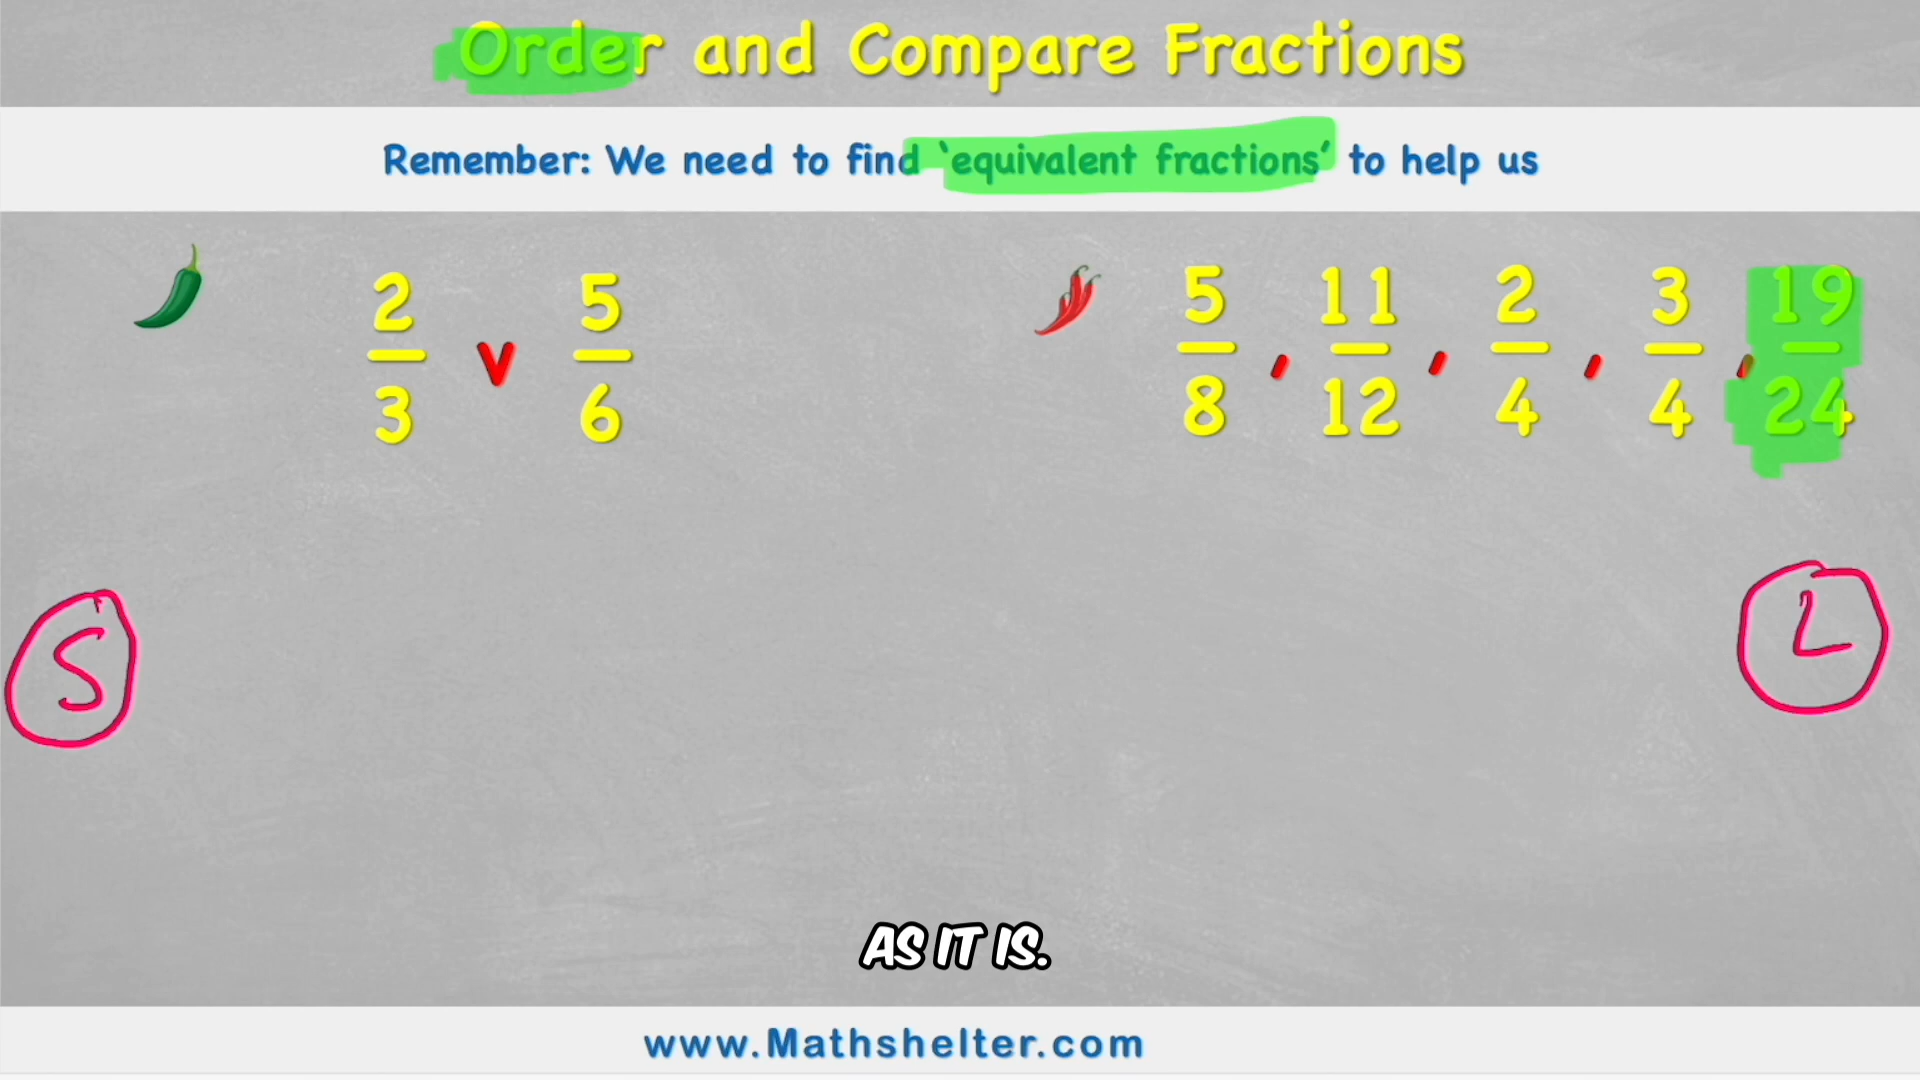 Order and Compare Fractions
Remember: We need to find ‘equivalent fractions’ to help us
2/3 v 5/6
5/8 , 11/12 , 2/4 , 3/4 , 19/24
S
L
AS IT IS.
www.Mathshelter.com